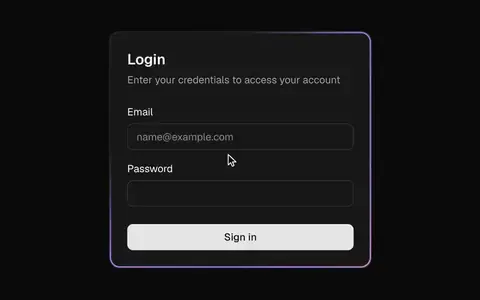 Login
Enter your credentials to access your account
Email
name@example.com
Password
Sign in